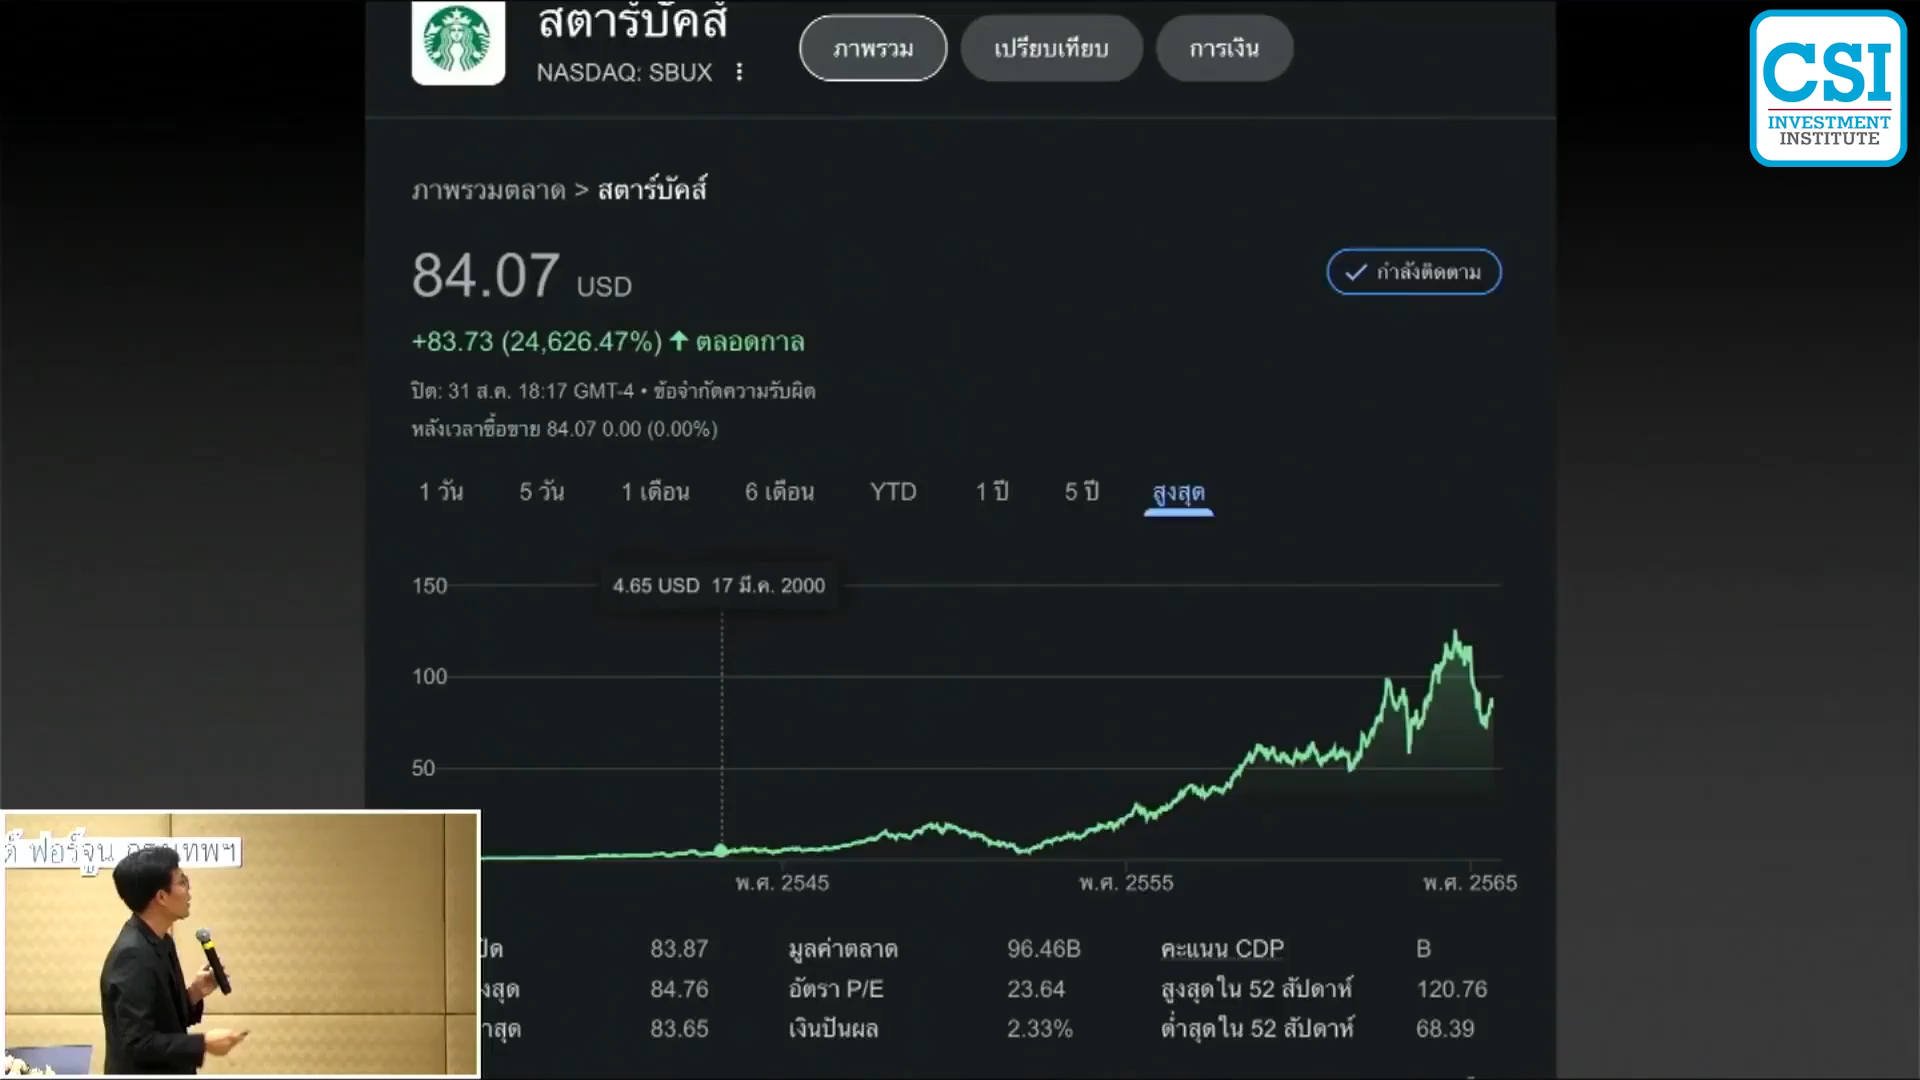 สตาร์บัคส์
NASDAQ: SBUX
ภาพรวม
เปรียบเทียบ
การเงิน
CSI
INVESTMENT
INSTITUTE
ภาพรวมตลาด > สตาร์บัคส์
84.07 USD
กำลังติดตาม
+83.73 (24,626.47%) ตลอดกาล
ปิด: 31 ส.ค. 18:17 GMT-4 • ข้อจำกัดความรับผิด
หลังเวลาซื้อขาย 84.07 0.00 (0.00%)
1 วัน 5 วัน 1 เดือน 6 เดือน YTD 1 ปี 5 ปี สูงสุด
150
4.65 USD 17 มี.ค. 2000
100
50
พ.ศ. 2545 พ.ศ. 2555 พ.ศ. 2565
83.87 มูลค่าตลาด 96.46B คะแนน CDP B
84.76 อัตรา P/E 23.64 สูงสุดใน 52 สัปดาห์ 120.76
83.65 เงินปันผล 2.33% ต่ำสุดใน 52 สัปดาห์ 68.39
ฟอร์จูน